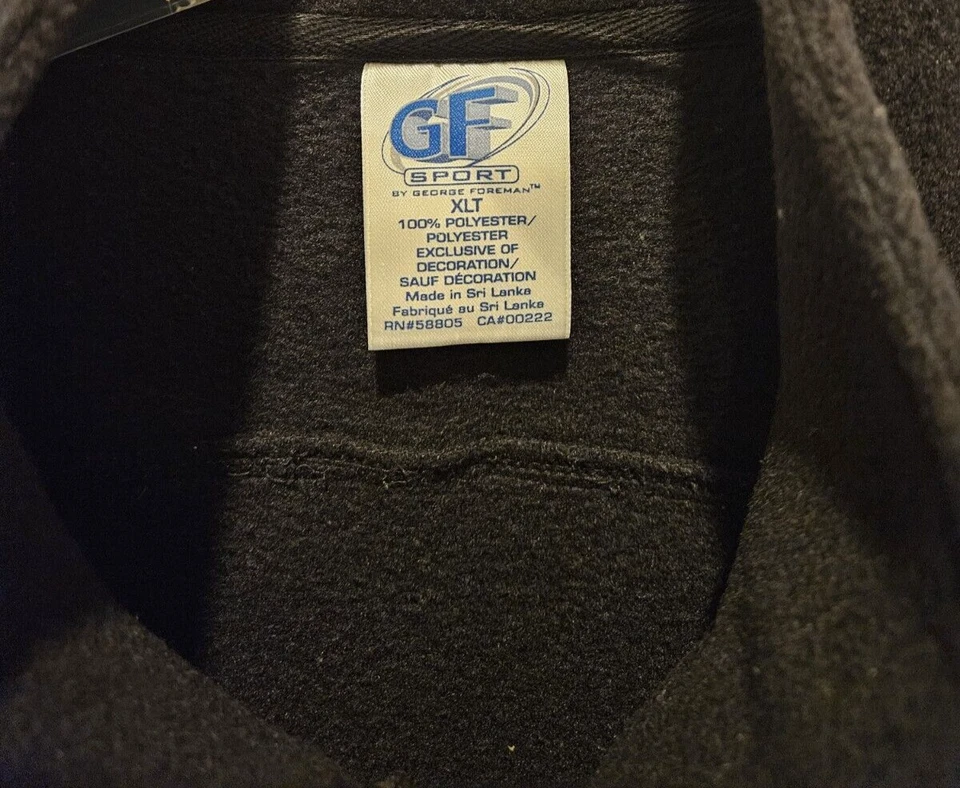 GF
SPORT
BY GEORGE FOREMAN™
XLT
100% POLYESTER/
POLYESTER
EXCLUSIVE OF
DECORATION/
SAUF DÉCORATION
Made in Sri Lanka
Fabriqué au Sri Lanka
RN#58805 CA#00222